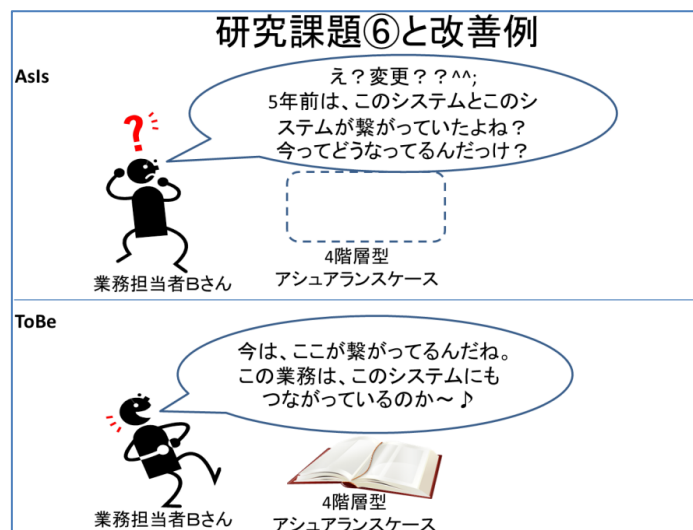 研究課題⑥と改善例
AsIs
え？変更？？^^;
5年前は、このシステムとこのシ
ステムが繋がっていたよね？
今ってどうなってるんだっけ？
?
4階層型
アシュアランスケース
業務担当者Bさん
ToBe
今は、ここが繋がってるんだね。
この業務は、このシステムにも
つながっているのか～♪
4階層型
アシュアランスケース
業務担当者Bさん